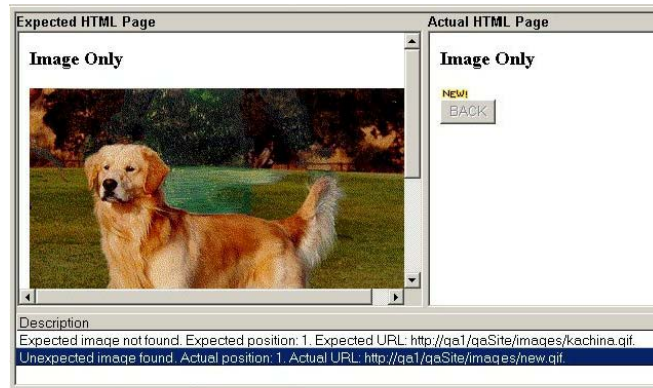 Expected HTML Page
Actual HTML Page
Image Only
Image Only
NEW!
BACK
Description
Expected image not found. Expected position: 1. Expected URL: http://qa1/qaSite/images/kachina.gif.
Unexpected image found. Actual position: 1. Actual URL: http://qa1/qaSite/images/new.gif.